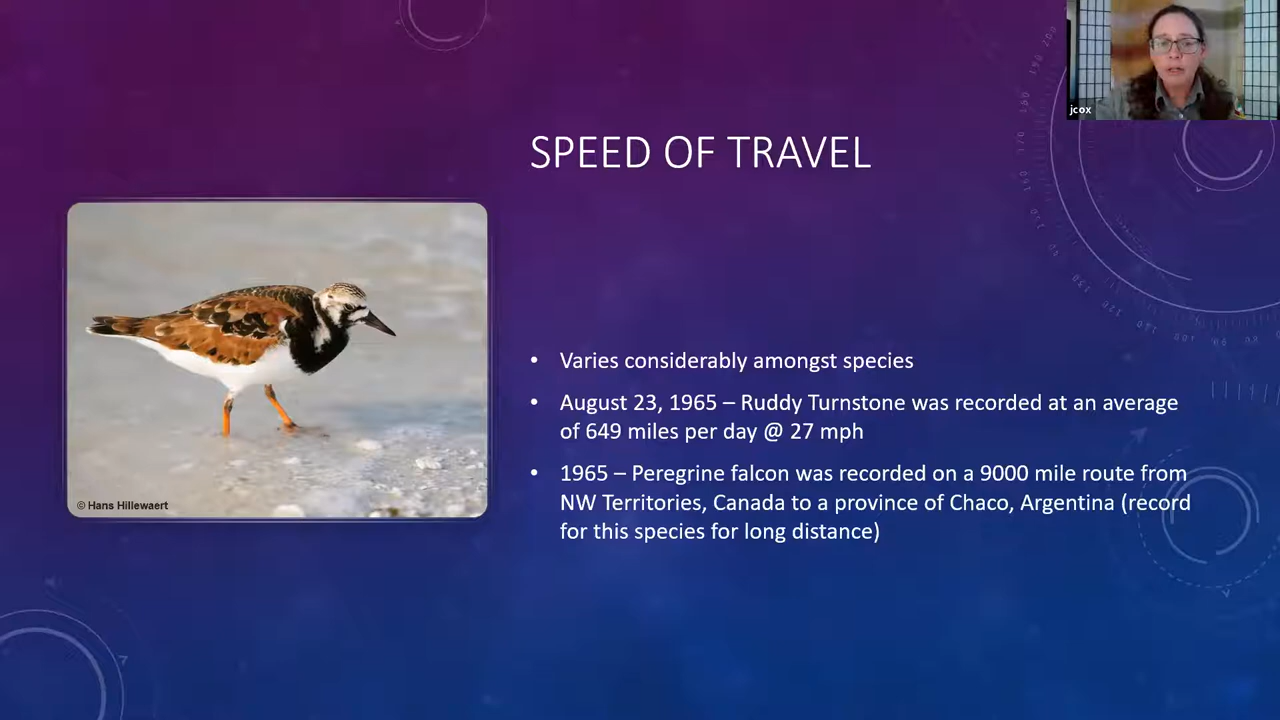 jcox
SPEED OF TRAVEL
• Varies considerably amongst species
• August 23, 1965 – Ruddy Turnstone was recorded at an average
of 649 miles per day @ 27 mph
• 1965 – Peregrine falcon was recorded on a 9000 mile route from
NW Territories, Canada to a province of Chaco, Argentina (record
for this species for long distance)
© Hans Hillewaert